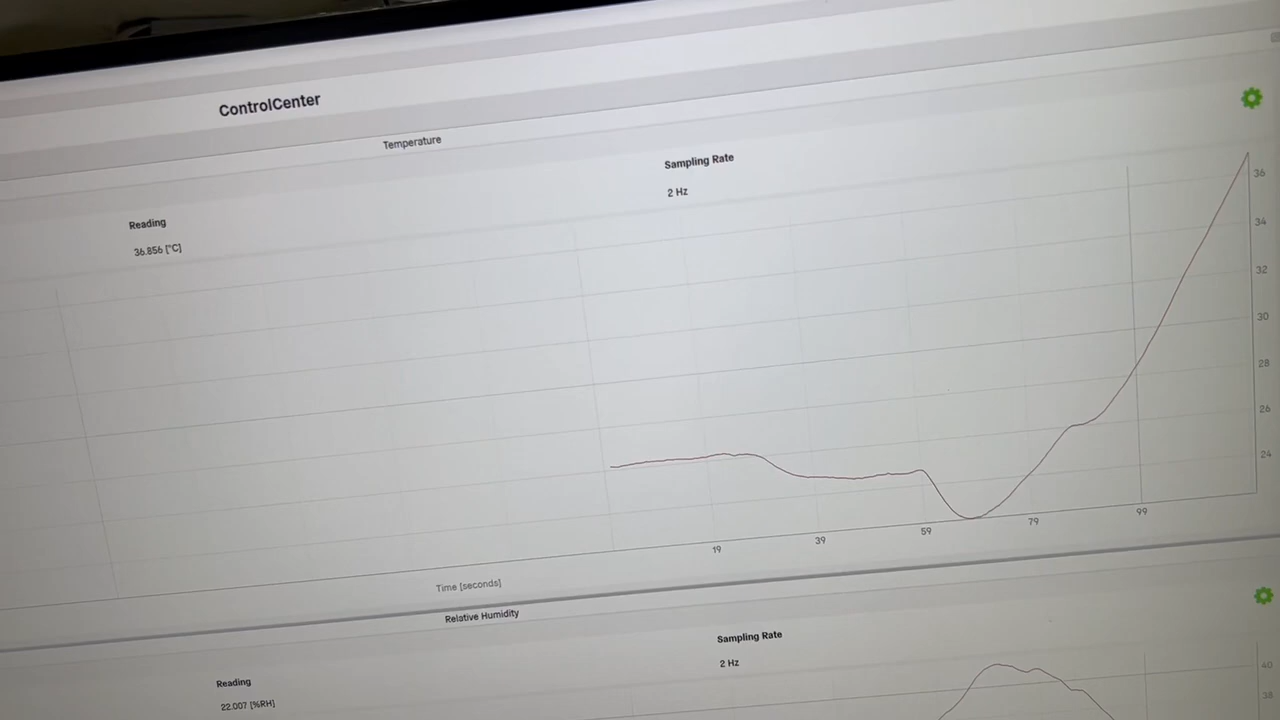 ControlCenter
Temperature
Sampling Rate
2 Hz
Reading
36.856 [°C]
36
34
32
30
28
26
24
19
39
59
79
99
Time [seconds]
Relative Humidity
Sampling Rate
2 Hz
Reading
22.007 [%RH]
40
38